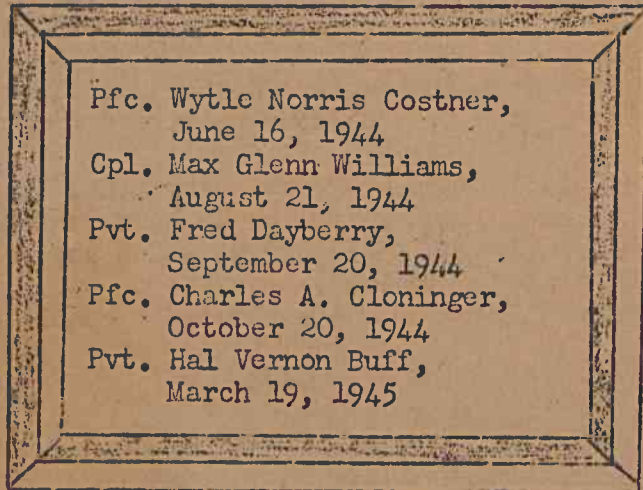 Pfc. Wytle Norris Costner,
June 16, 1944
Cpl. Max Glenn Williams,
August 21, 1944
Pvt. Fred Dayberry,
September 20, 1944
Pfc. Charles A. Cloninger,
October 20, 1944
Pvt. Hal Vernon Buff,
March 19, 1945